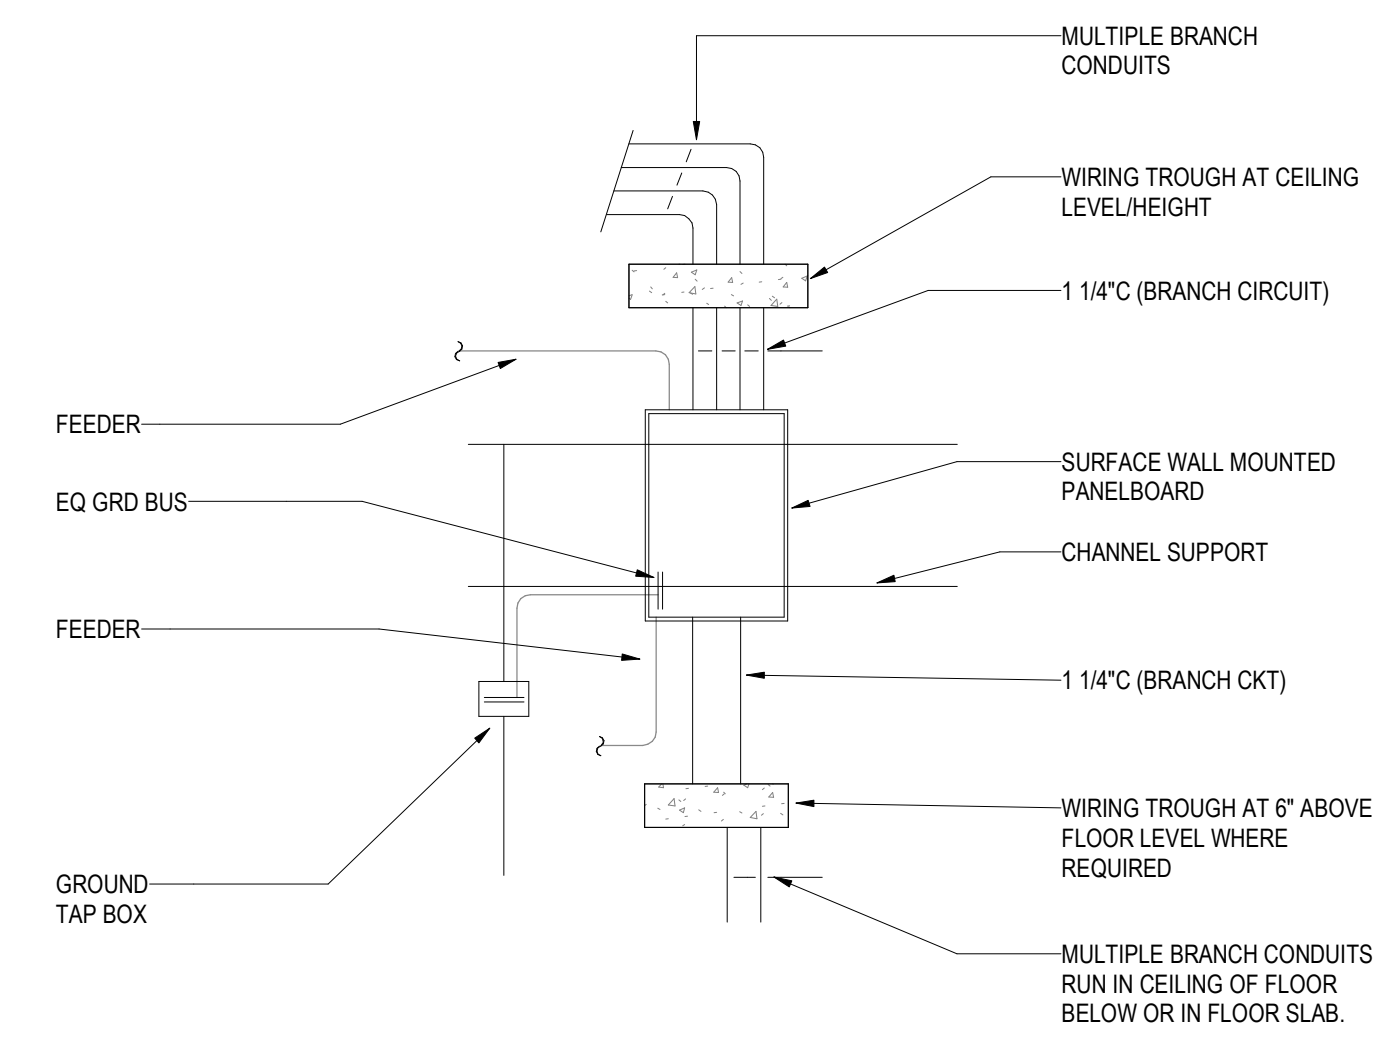 MULTIPLE BRANCH
CONDUITS
WIRING TROUGH AT CEILING
LEVEL/HEIGHT
1 1/4"C (BRANCH CIRCUIT)
FEEDER
SURFACE WALL MOUNTED
PANELBOARD
EQ GRD BUS
CHANNEL SUPPORT
FEEDER
1 1/4"C (BRANCH CKT)
WIRING TROUGH AT 6" ABOVE
FLOOR LEVEL WHERE
REQUIRED
GROUND
TAP BOX
MULTIPLE BRANCH CONDUITS
RUN IN CEILING OF FLOOR
BELOW OR IN FLOOR SLAB.